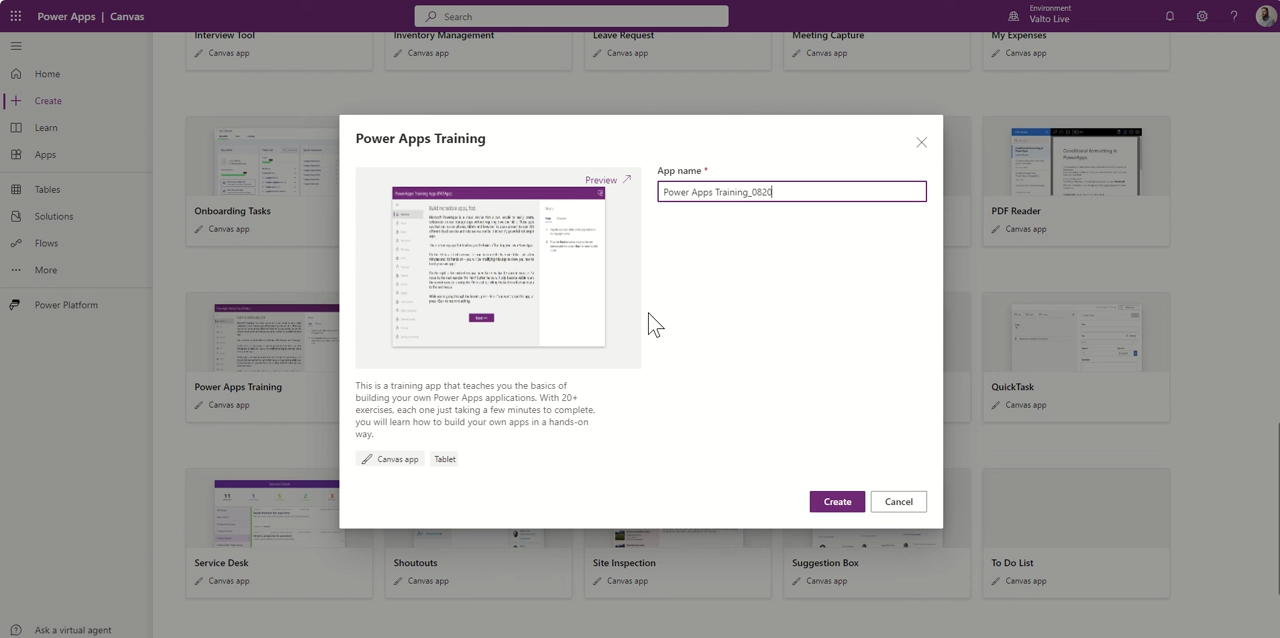 Power Apps | Canvas
Search
Environment
Valto Live
Home
Create
Learn
Apps
Tables
Solutions
Flows
More
Power Platform
Ask a virtual agent
Interview Tool
Canvas app
Inventory Management
Canvas app
Leave Request
Canvas app
Meeting Capture
Canvas app
My Expenses
Canvas app
Onboarding Tasks
Canvas app
PDF Reader
Canvas app
Power Apps Training
Canvas app
QuickTask
Canvas app
Service Desk
Canvas app
Shoutouts
Canvas app
Site Inspection
Canvas app
Suggestion Box
Canvas app
To Do List
Canvas app
Power Apps Training
Preview
Build incredible apps, fast
This is a training app that teaches you the basics of
building your own Power Apps applications. With 20+
exercises, each one just taking a few minutes to complete,
you will learn how to build your own apps in a hands-on
way.
Canvas app
Tablet
App name *
Power Apps Training_0820
Create
Cancel